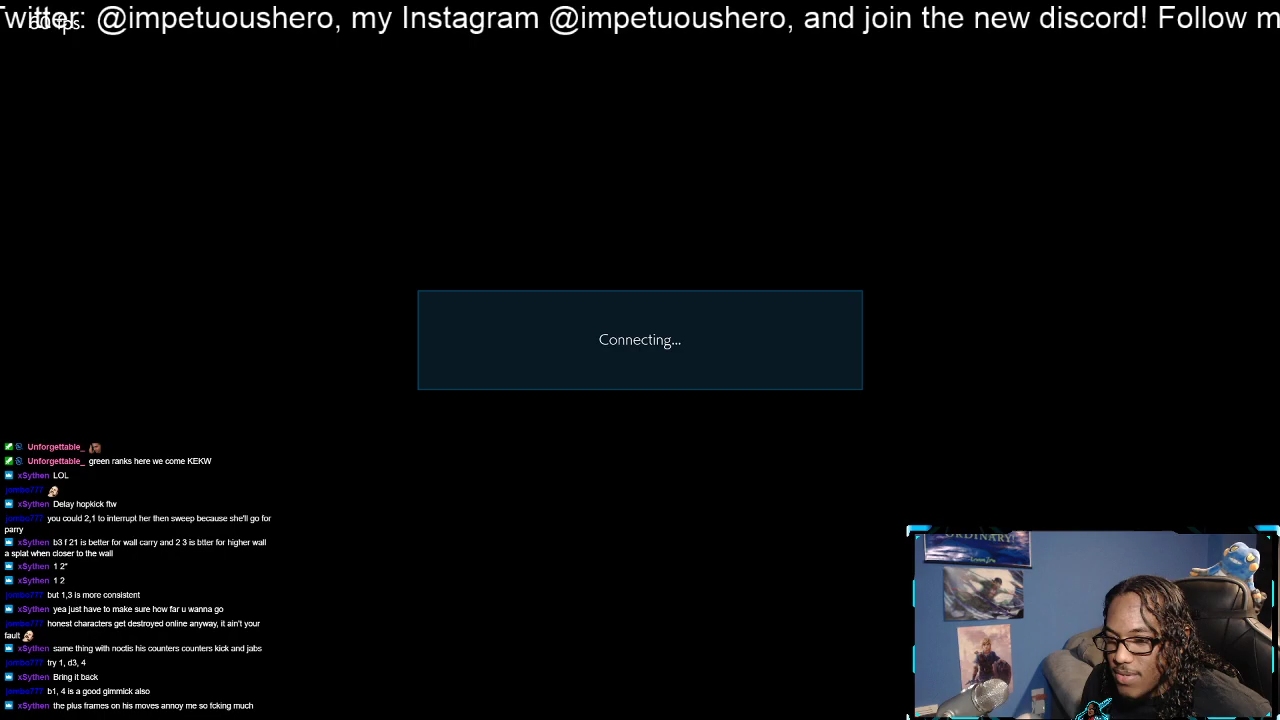 Twitter: @impetuoushero, my Instagram @impetuoushero, and join the new discord! Follow m
60 fps
Connecting...
Unforgettable_
Unforgettable_ green ranks here we come KEKW
xSythen LOL
jombo777
xSythen Delay hopkick ftw
jombo777 you could 2,1 to interrupt her then sweep because she'll go for
parry
xSythen b3 f 21 is better for wall carry and 2 3 is btter for higher wall
a splat when closer to the wall
xSythen 1 2*
xSythen 1 2
jombo777 but 1,3 is more consistent
xSythen yea just have to make sure how far u wanna go
jombo777 honest characters get destroyed online anyway, it ain't your
fault
xSythen same thing with noctis his counters counters kick and jabs
jombo777 try 1, d3, 4
xSythen Bring it back
jombo777 b1, 4 is a good gimmick also
xSythen the plus frames on his moves annoy me so fcking much
ORDINARY